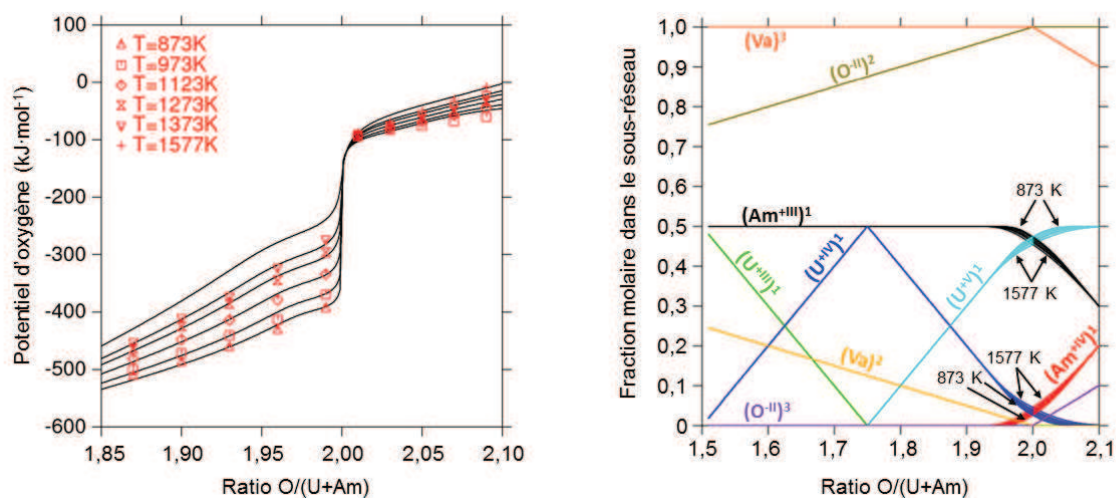 100
0
-100
-200
-300
-400
-500
-600
Potentiel d'oxygène (kJ·mol⁻¹)
T=873K
T=973K
T=1123K
T=1273K
T=1373K
T=1577K
1,85 1,90 1,95 2,00 2,05 2,10
Ratio O/(U+Am)
Fraction molaire dans le sous-réseau
1,0
0,9
0,8
0,7
0,6
0,5
0,4
0,3
0,2
0,1
0
(Va)³
(O⁻ᴵᴵ)²
873 K
(Am⁺ᴵᴵᴵ)¹
(U⁺ᴵᴵᴵ)¹
(U⁺ᴵⱽ)¹
(U⁺ⱽ)¹
1577 K
(Va)²
1577 K
(Am⁺ᴵⱽ)¹
873 K
(O⁻ᴵᴵ)³
1,5 1,6 1,7 1,8 1,9 2,0 2,1
Ratio O/(U+Am)